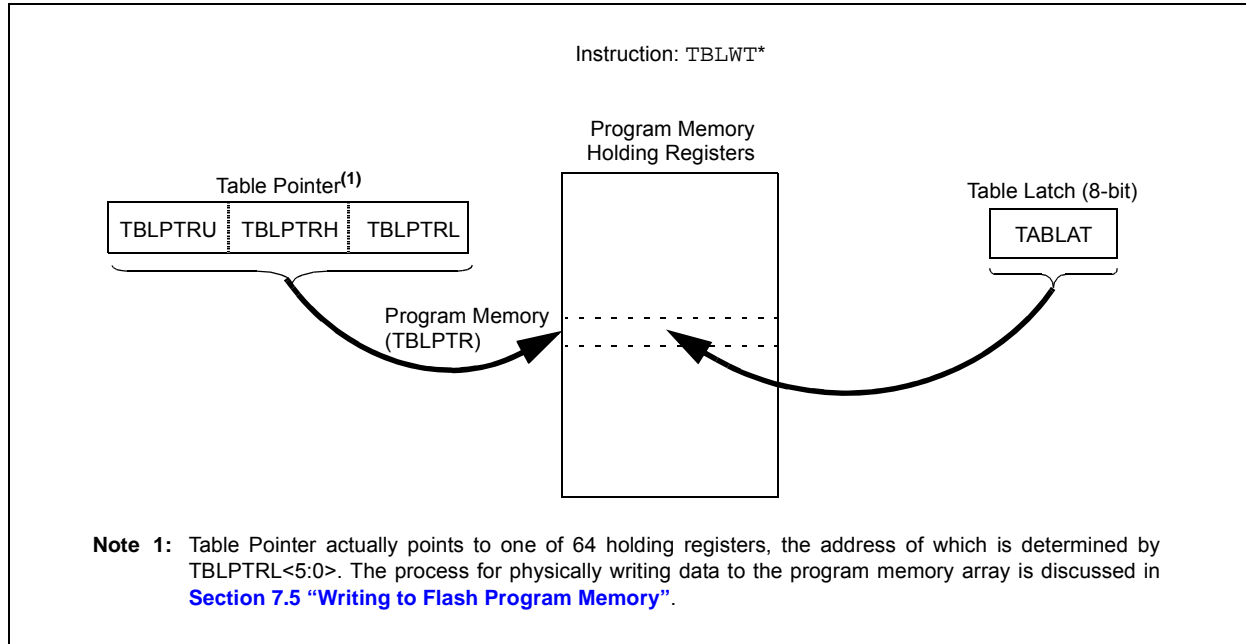 Instruction: TBLWT*
Program Memory
Holding Registers
Table Pointer(1)
Table Latch (8-bit)
TBLPTRU TBLPTRH TBLPTRL
TABLAT
Program Memory
(TBLPTR)
Note 1: Table Pointer actually points to one of 64 holding registers, the address of which is determined by
TBLPTRL<5:0>. The process for physically writing data to the program memory array is discussed in
Section 7.5 “Writing to Flash Program Memory”.